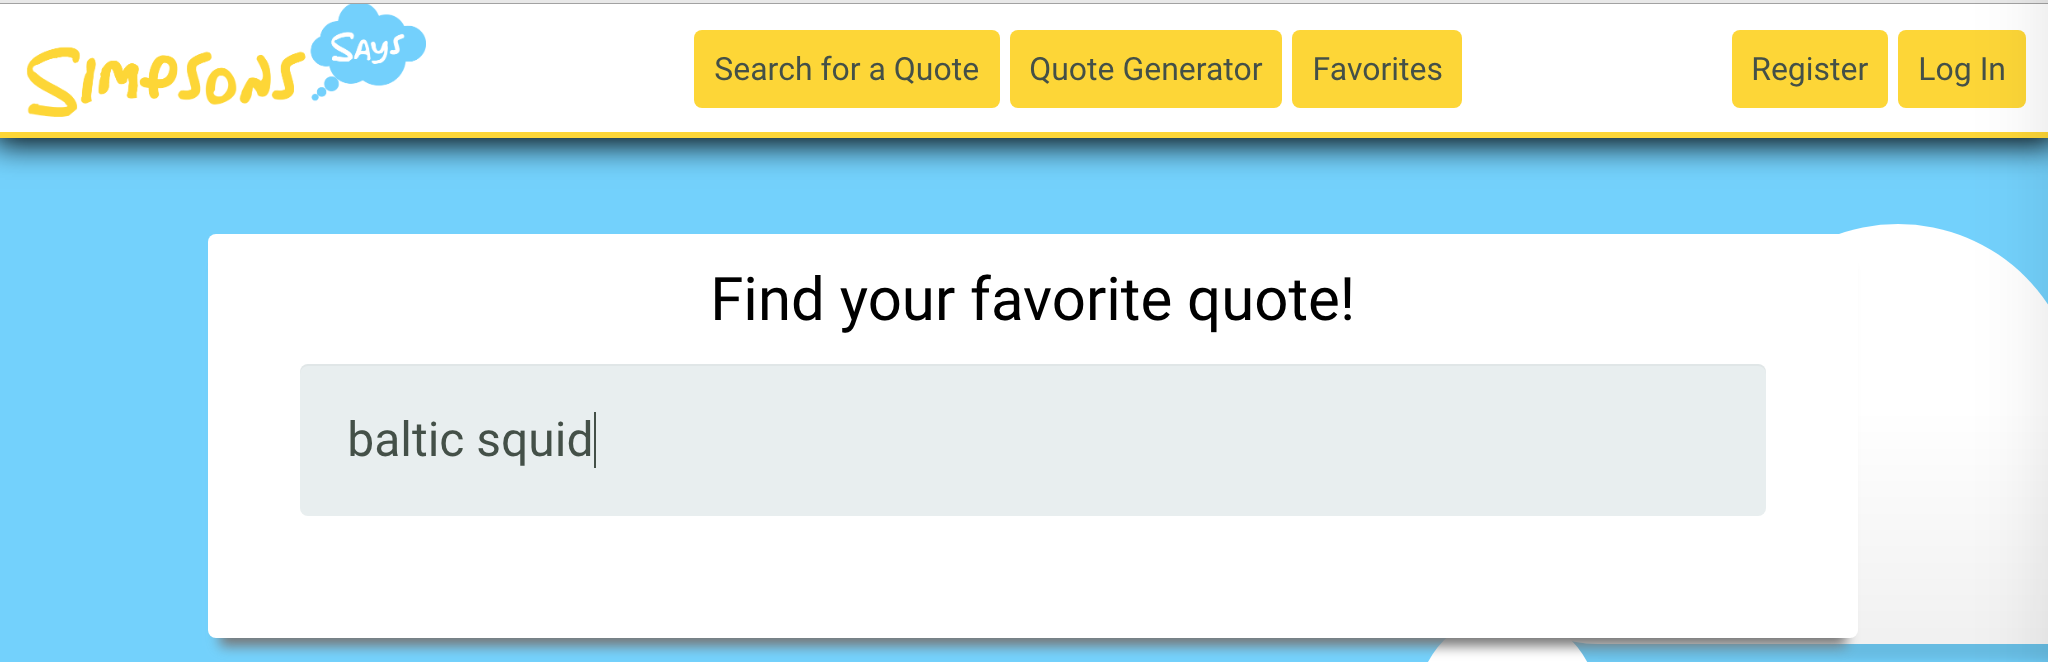 SIMPSONS SAYS
Search for a Quote
Quote Generator
Favorites
Register
Log In
Find your favorite quote!
baltic squid